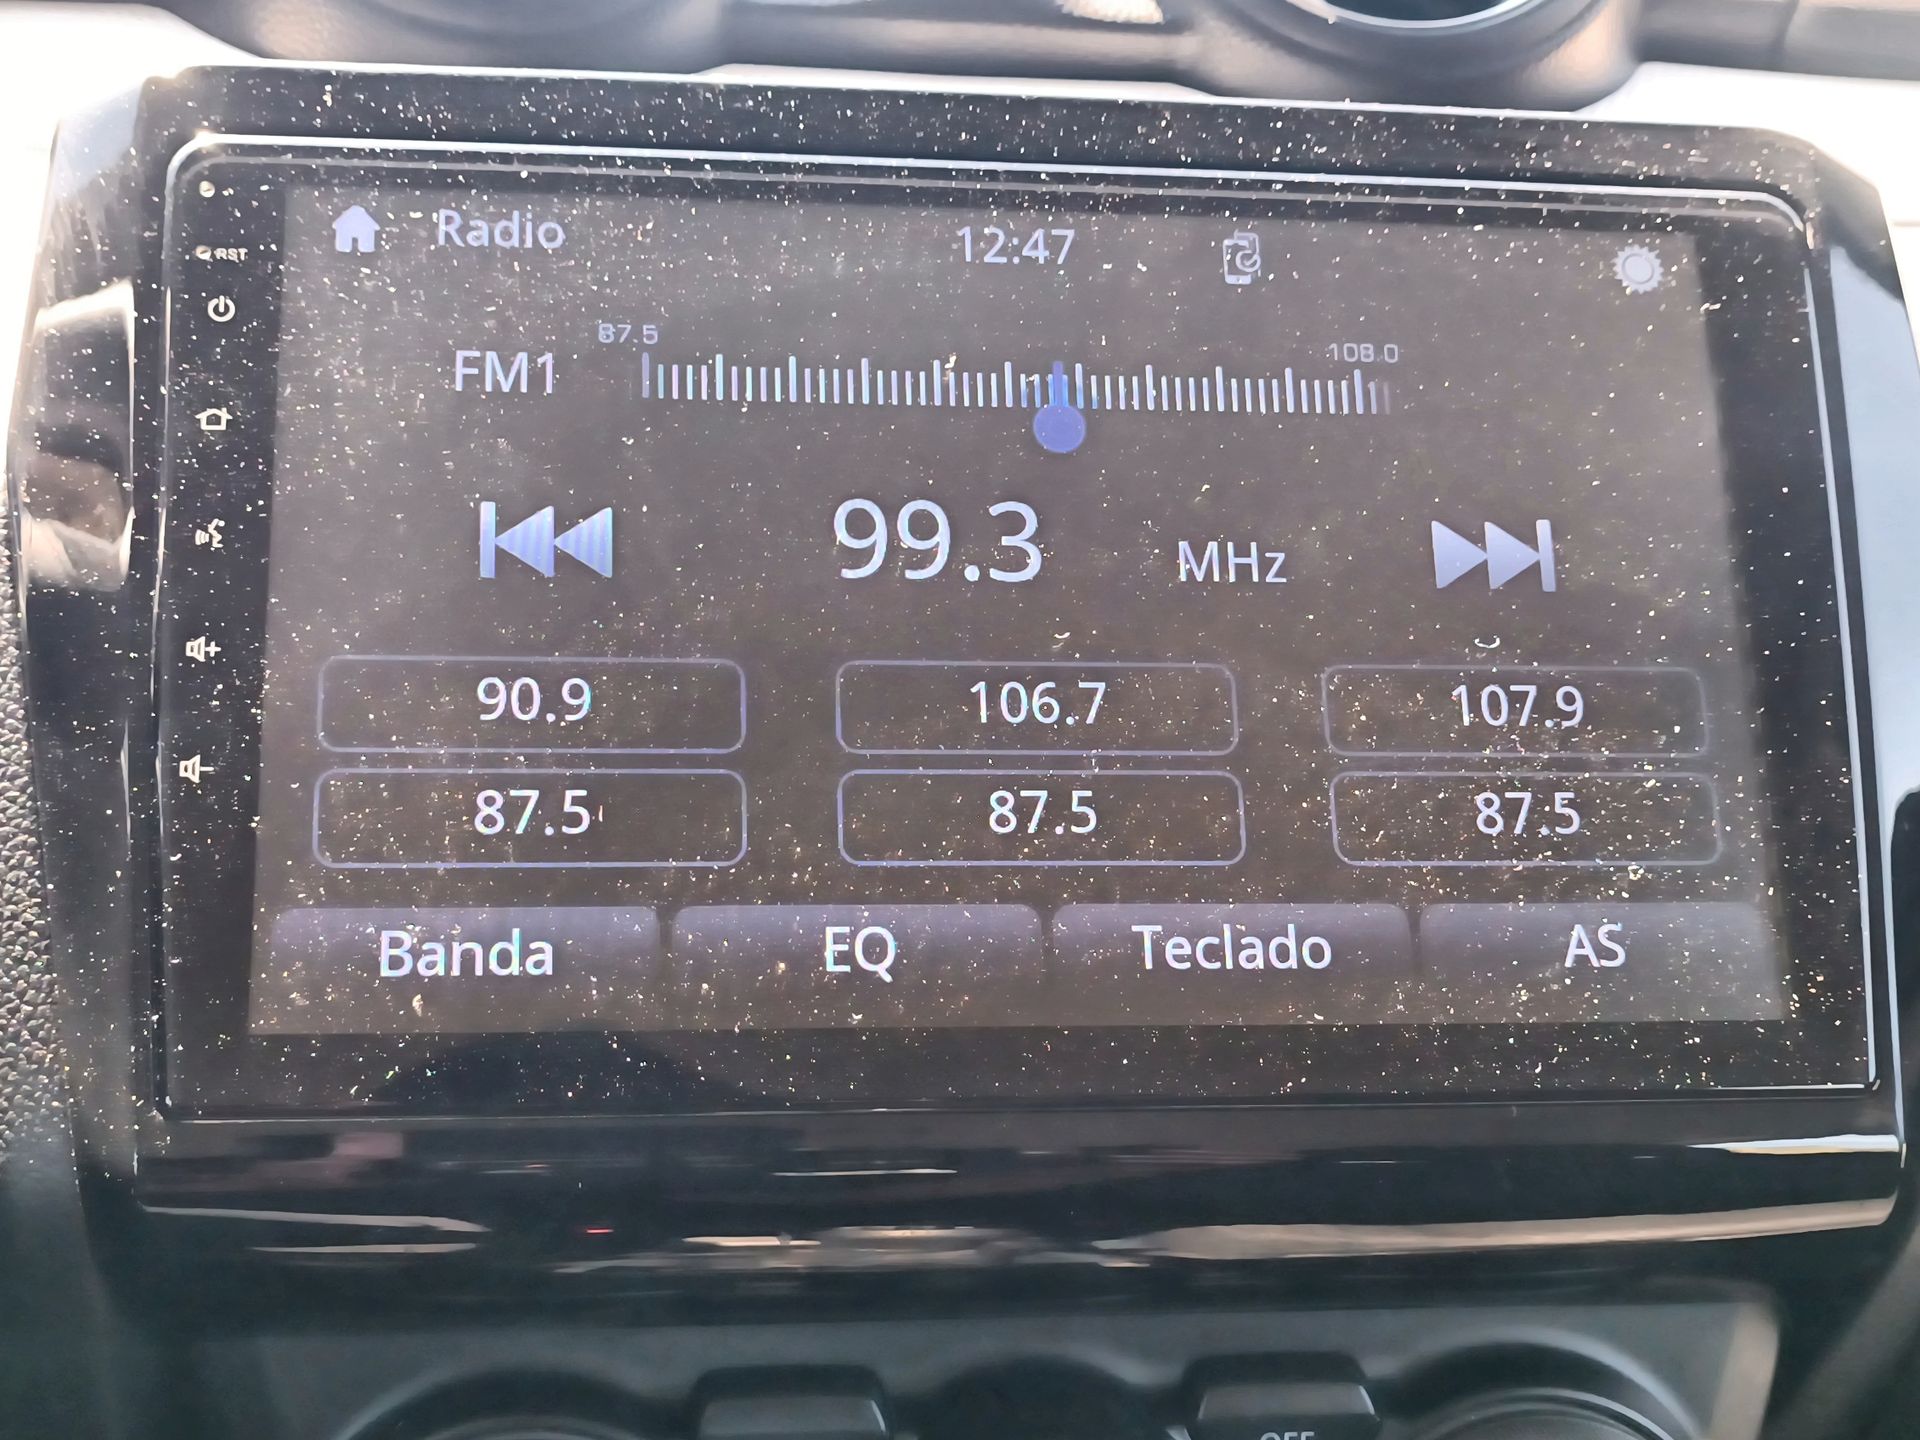 Radio 12:47
RST
87.5 108.0
FM1
99.3 MHz
90.9 106.7 107.9
87.5 87.5 87.5
Banda EQ Teclado AS
OFF